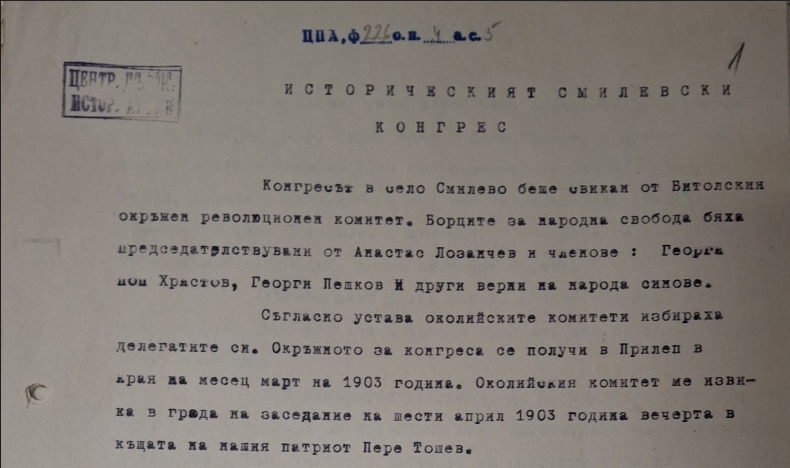 ЦПА, ф 226 о.п. 4 а.е. 5
1
ЦЕНТР.
ИСТОР.
ИСТОРИЧЕСКИЯТ СМИЛЕВСКИ
КОНГРЕС
Конгресът в село Смилево беше свикан от Битолския
окръжен революционен комитет. Борците за народна свобода бяха
председателствувани от Анастас Лозанчев и членове : Георги
поп Христов, Георги Пешков и други верни на народа синове.
Съгласно устава околийските комитети избираха
делегатите си. Окръжното за конгреса се получи в Прилеп в
края на месец март на 1903 година. Околийския комитет ме изви-
ка в града на заседание на шести април 1903 година вечерта в
къщата на нашия патриот Пере Тошев.